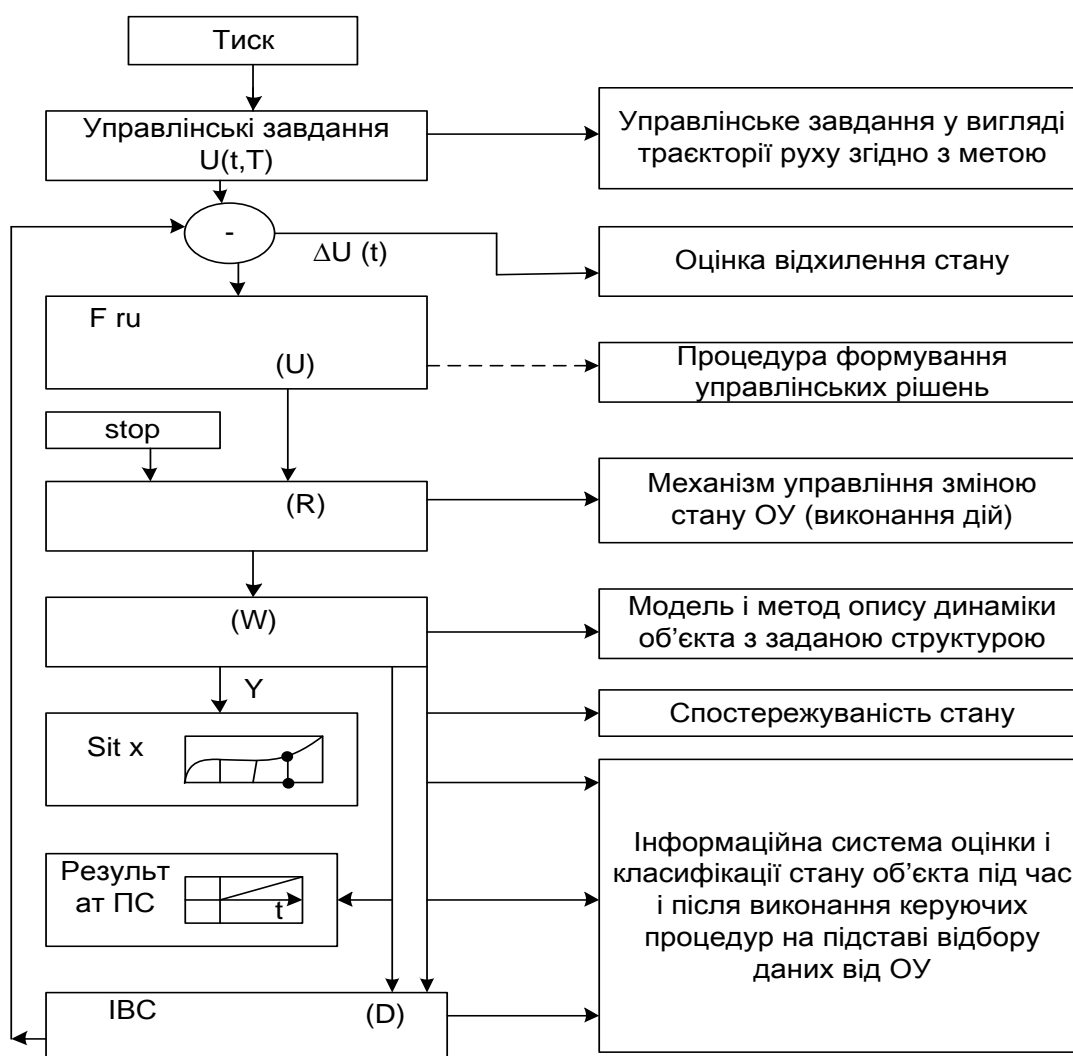 Тиск
Управлінські завдання
U(t,T)
Управлінське завдання у вигляді
траєкторії руху згідно з метою
-
ΔU (t)
Оцінка відхилення стану
F ru
(U)
Процедура формування
управлінських рішень
stop
(R)
Механізм управління зміною
стану ОУ (виконання дій)
(W)
Модель і метод опису динаміки
об’єкта з заданою структурою
Y
Спостережуваність стану
Sit x
Результ
ат ПС
t
Інформаційна система оцінки і
класифікації стану об’єкта під час
і після виконання керуючих
процедур на підставі відбору
даних від ОУ
ІВС
(D)